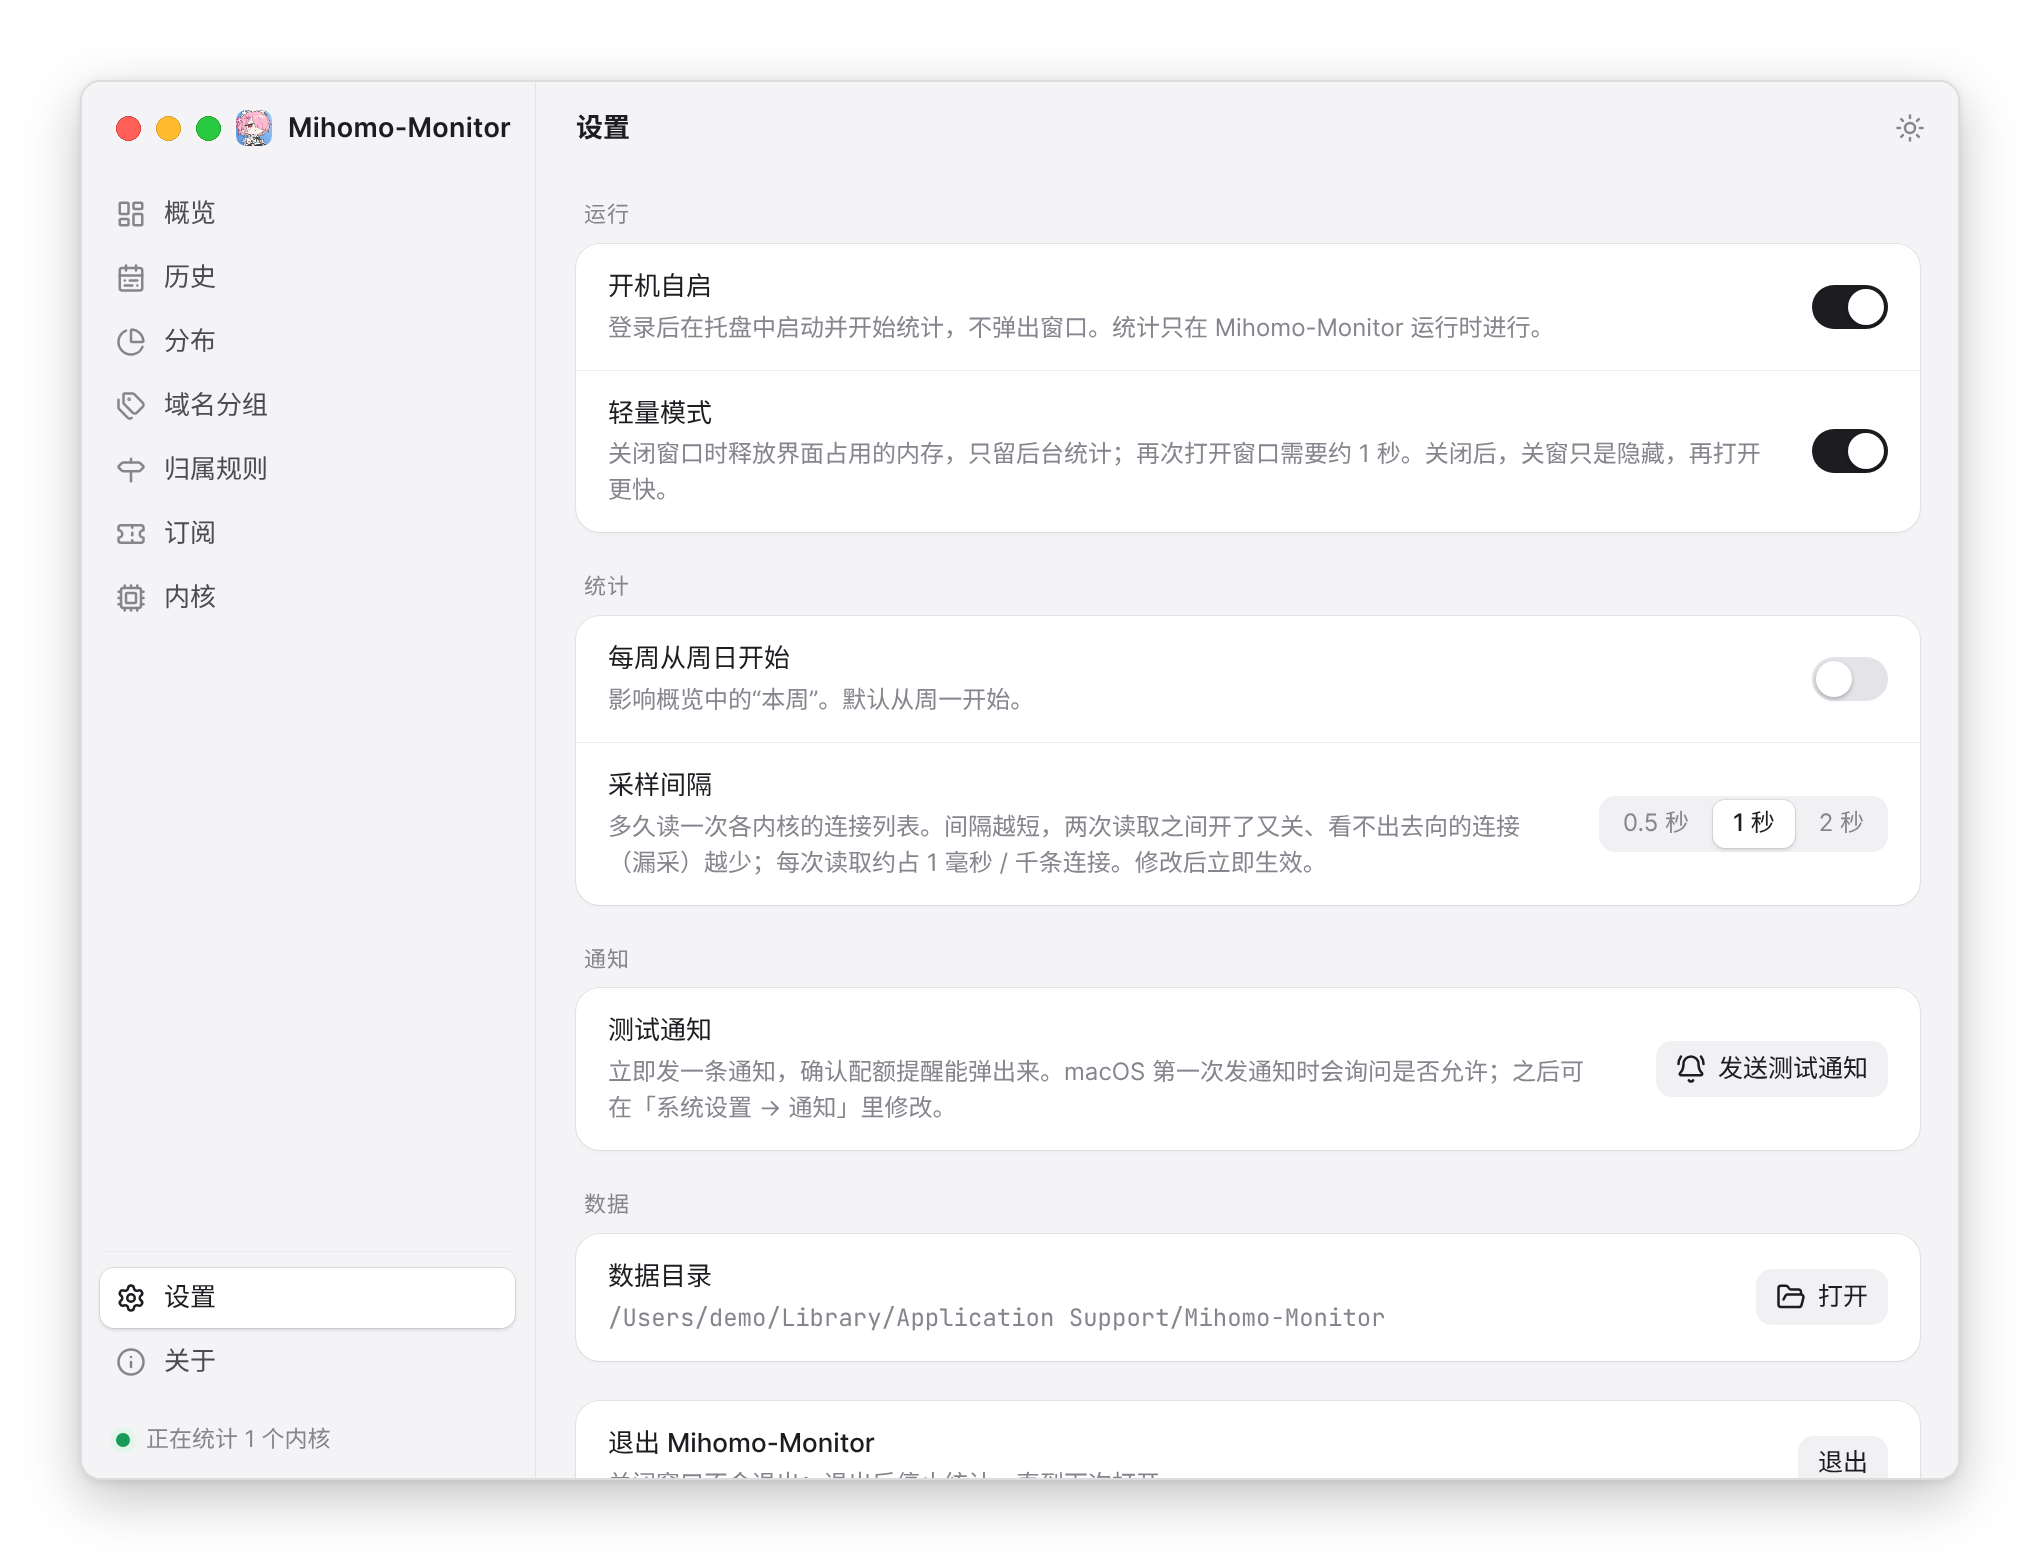 Mihomo-Monitor
概览
历史
分布
域名分组
归属规则
订阅
内核
设置
关于
正在统计 1 个内核
设置
运行
开机自启
登录后在托盘中启动并开始统计，不弹出窗口。统计只在 Mihomo-Monitor 运行时进行。
轻量模式
关闭窗口时释放界面占用的内存，只留后台统计；再次打开窗口需要约 1 秒。关闭后，关窗只是隐藏，再打开
更快。
统计
每周从周日开始
影响概览中的“本周”。默认从周一开始。
采样间隔
多久读一次各内核的连接列表。间隔越短，两次读取之间开了又关、看不出去向的连接
（漏采）越少；每次读取约占 1 毫秒 / 千条连接。修改后立即生效。
0.5 秒
1 秒
2 秒
通知
测试通知
立即发一条通知，确认配额提醒能弹出来。macOS 第一次发通知时会询问是否允许；之后可
在「系统设置 → 通知」里修改。
发送测试通知
数据
数据目录
/Users/demo/Library/Application Support/Mihomo-Monitor
打开
退出 Mihomo-Monitor
退出